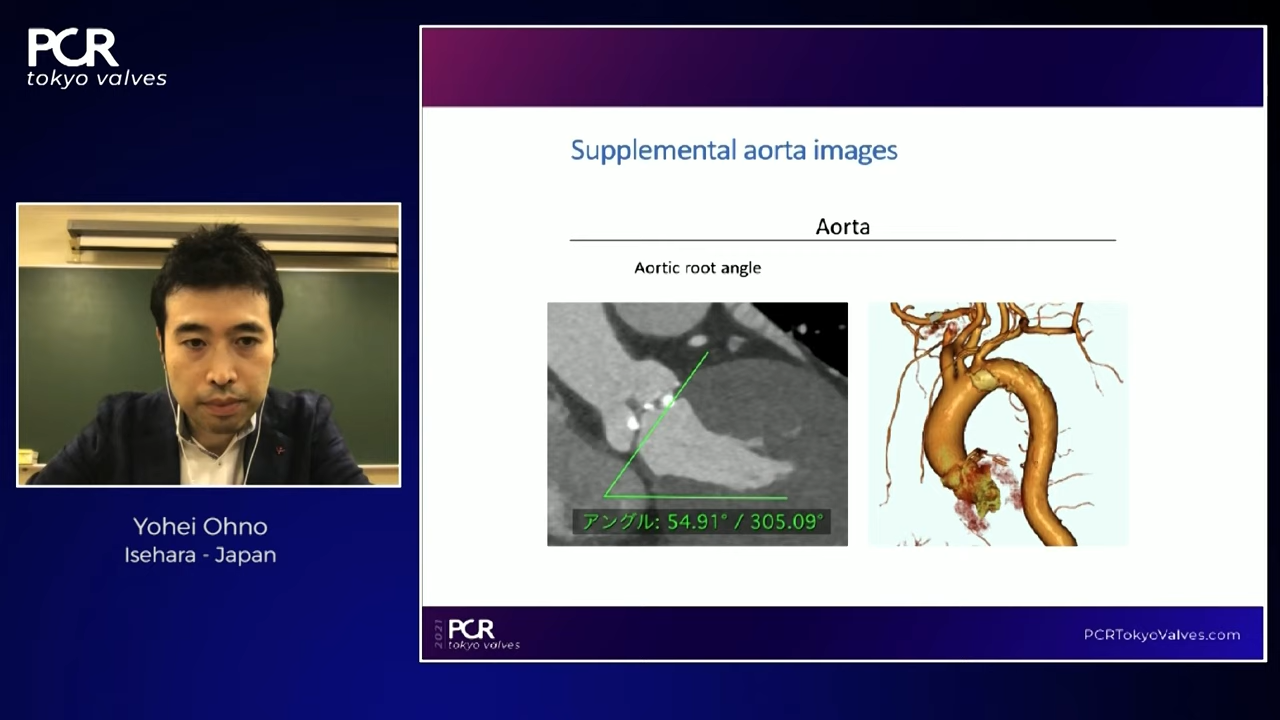 PCR
tokyo valves
Supplemental aorta images
Aorta
Aortic root angle
アングル: 54.91° / 305.09°
Yohei Ohno
Isehara - Japan
2021
PCR
tokyo valves
PCRTokyoValves.com